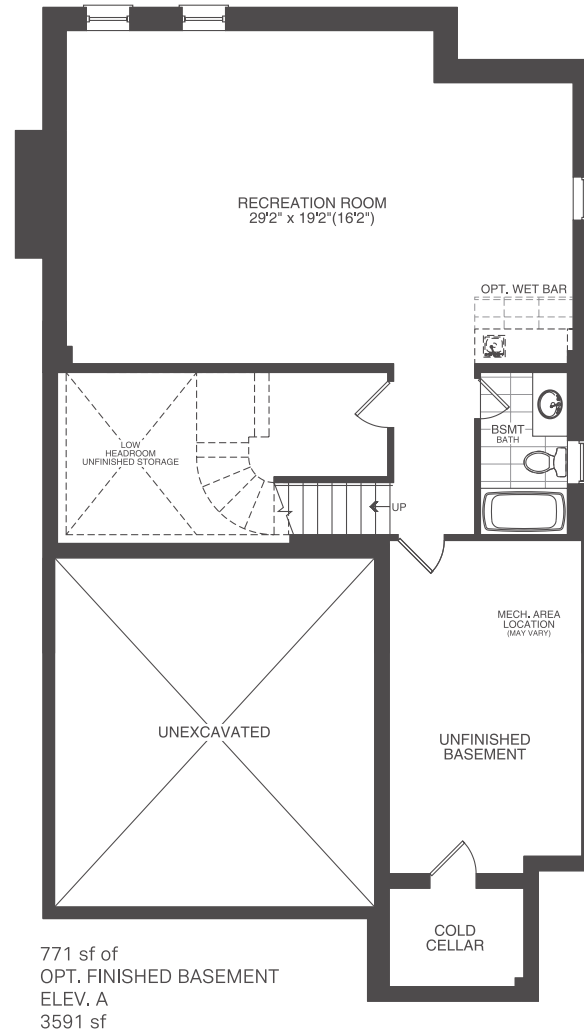 RECREATION ROOM
29'2" x 19'2"(16'2")
OPT. WET BAR
LOW
HEADROOM
UNFINISHED STORAGE
BSMT
BATH
UP
MECH. AREA
LOCATION
(MAY VARY)
UNEXCAVATED
UNFINISHED
BASEMENT
COLD
CELLAR
771 sf of
OPT. FINISHED BASEMENT
ELEV. A
3591 sf